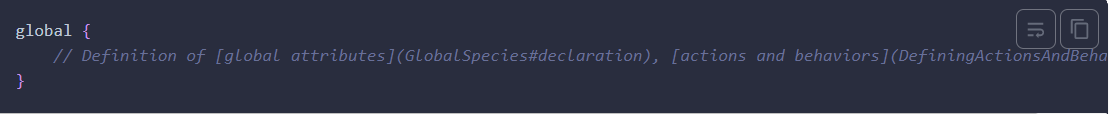 global {
// Definition of [global attributes](GlobalSpecies#declaration), [actions and behaviors](DefiningActionsAndBeha
}